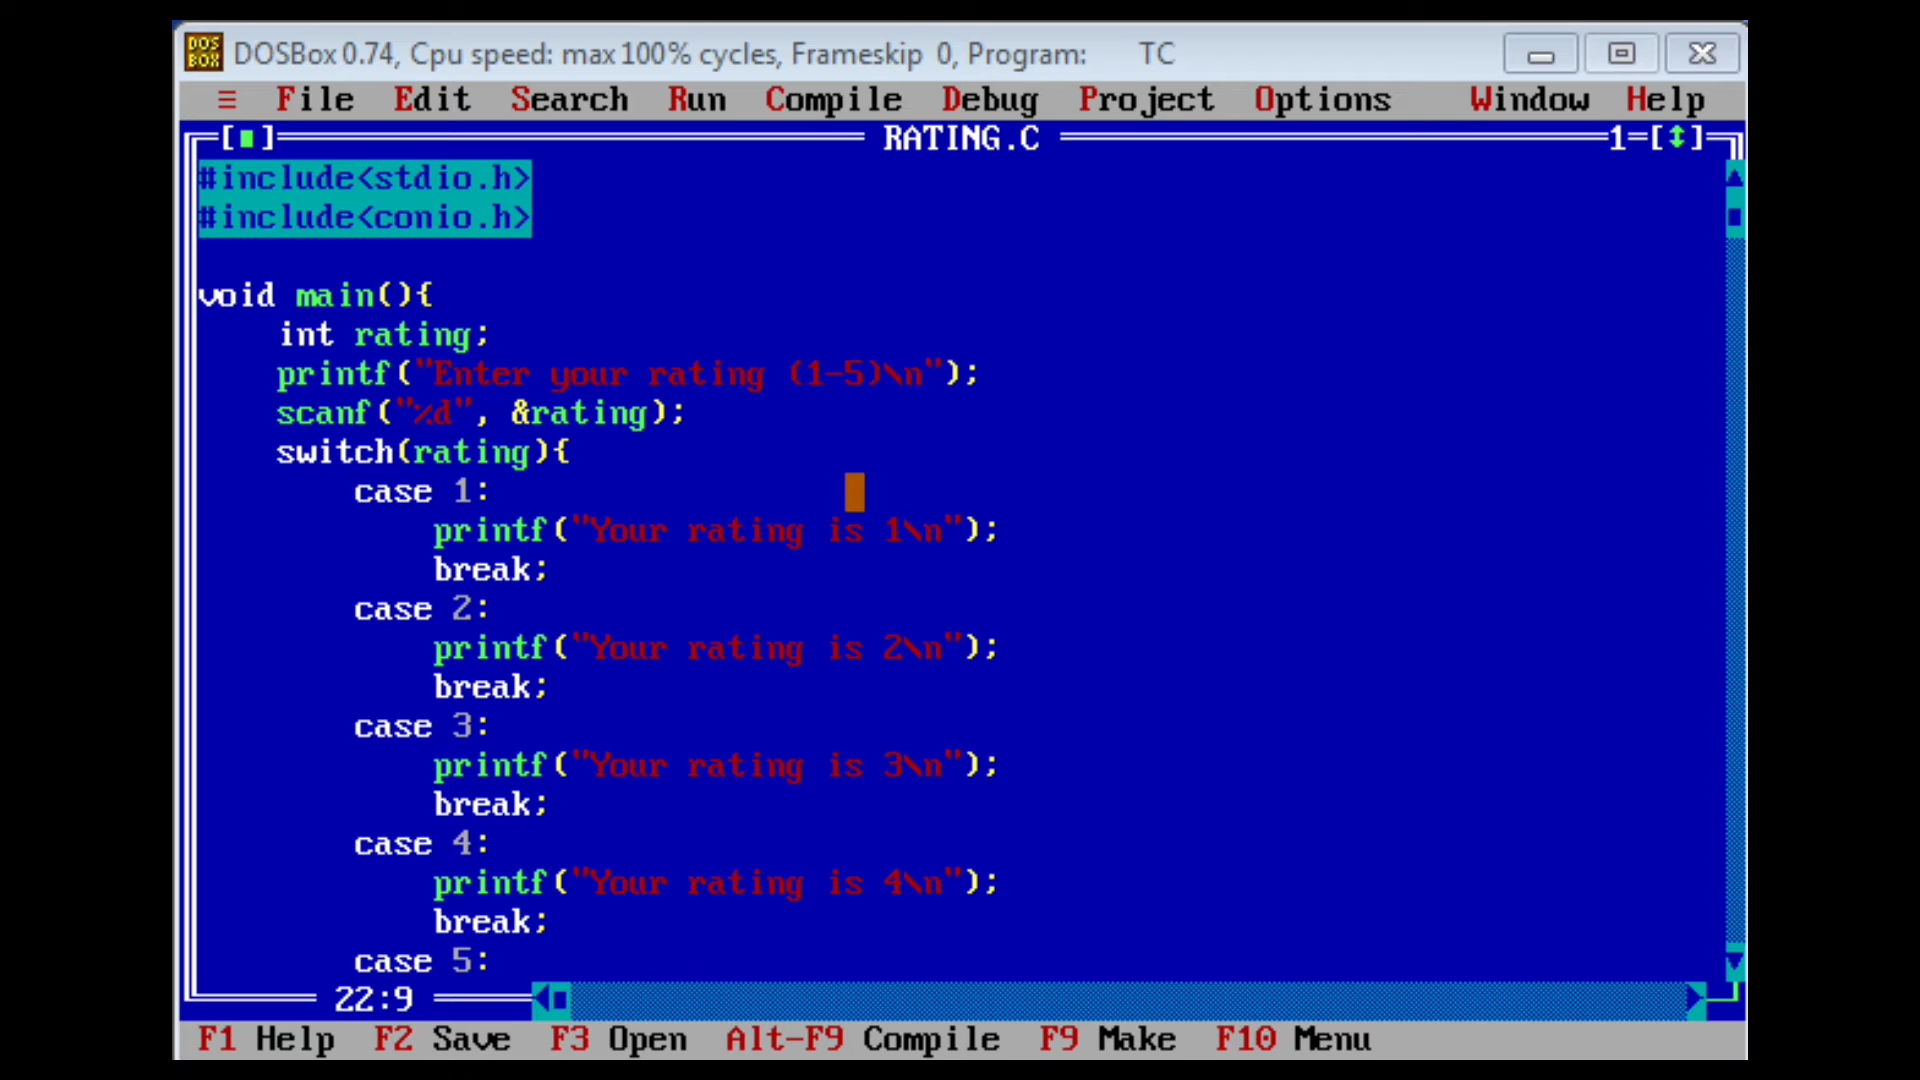 DOS BOX DOSBox 0.74, Cpu speed: max 100% cycles, Frameskip 0, Program: TC
≡ File Edit Search Run Compile Debug Project Options Window Help
[■] RATING.C 1=[↕]
#include<stdio.h>
#include<conio.h>
void main(){
int rating;
printf("Enter your rating (1-5)\n");
scanf("%d", &rating);
switch(rating){
case 1:
printf("Your rating is 1\n");
break;
case 2:
printf("Your rating is 2\n");
break;
case 3:
printf("Your rating is 3\n");
break;
case 4:
printf("Your rating is 4\n");
break;
case 5:
22:9
F1 Help F2 Save F3 Open Alt-F9 Compile F9 Make F10 Menu